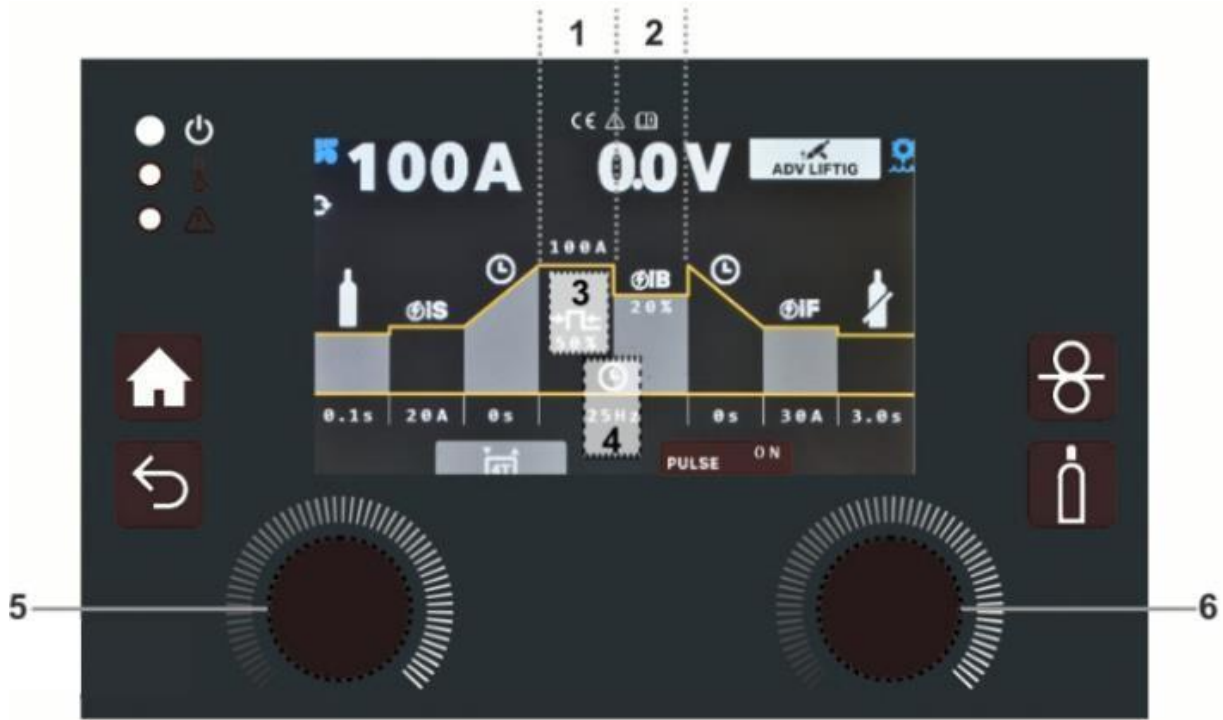 1 2
CE
100A 0.0V ADV LIFTIG
100A
iB
3
20%
iS
iF
50%
0.1s 20A 0s 25Hz 0s 30A 3.0s
4
4T
PULSE ON
5 6